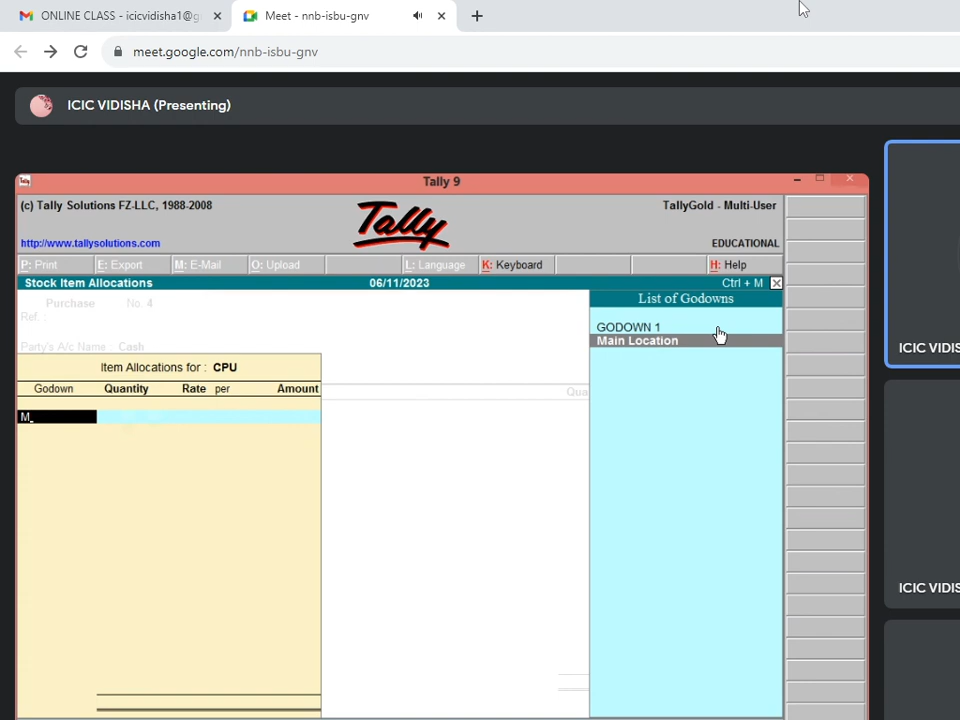 ONLINE CLASS - icicvidisha1@g
Meet - nnb-isbu-gnv
meet.google.com/nnb-isbu-gnv
ICIC VIDISHA (Presenting)
Tally 9
(c) Tally Solutions FZ-LLC, 1988-2008
Tally
TallyGold - Multi-User
http://www.tallysolutions.com
EDUCATIONAL
P: Print
E: Export
M: E-Mail
O: Upload
L: Language
K: Keyboard
H: Help
Stock Item Allocations
06/11/2023
Ctrl + M
Purchase No. 4
Ref. :
Party's A/c Name : Cash
List of Godowns
GODOWN 1
Main Location
Item Allocations for : CPU
Godown Quantity Rate per Amount
Qua
M
ICIC VIDIS
ICIC VIDIS